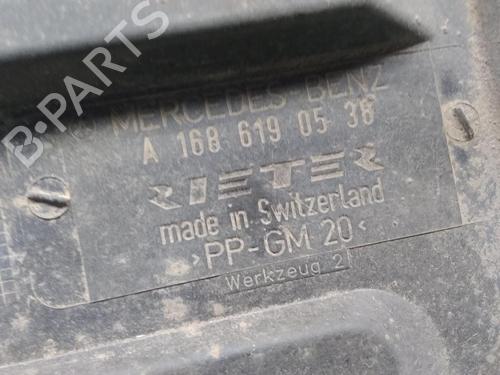 MERCEDES BENZ
A 168 619 05 38
RIETER
made in Switzerland
>PP-GM 20<
Werkzeug 2
B-PARTS